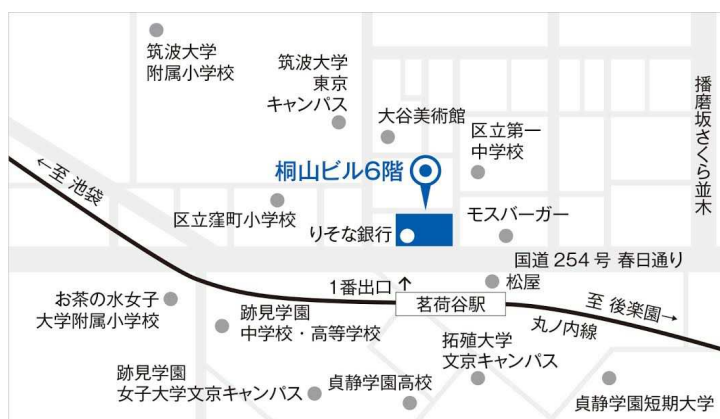 筑波大学
附属小学校
筑波大学
東京
キャンパス
大谷美術館
区立第一
中学校
播磨坂さくら並木
←至 池袋
桐山ビル6階
区立窪町小学校
りそな銀行
モスバーガー
国道254号 春日通り
1番出口↑
松屋
茗荷谷駅
お茶の水女子
大学附属小学校
跡見学園
中学校・高等学校
至 後楽園→
丸ノ内線
拓殖大学
文京キャンパス
跡見学園
女子大学文京キャンパス
貞静学園高校
貞静学園短期大学